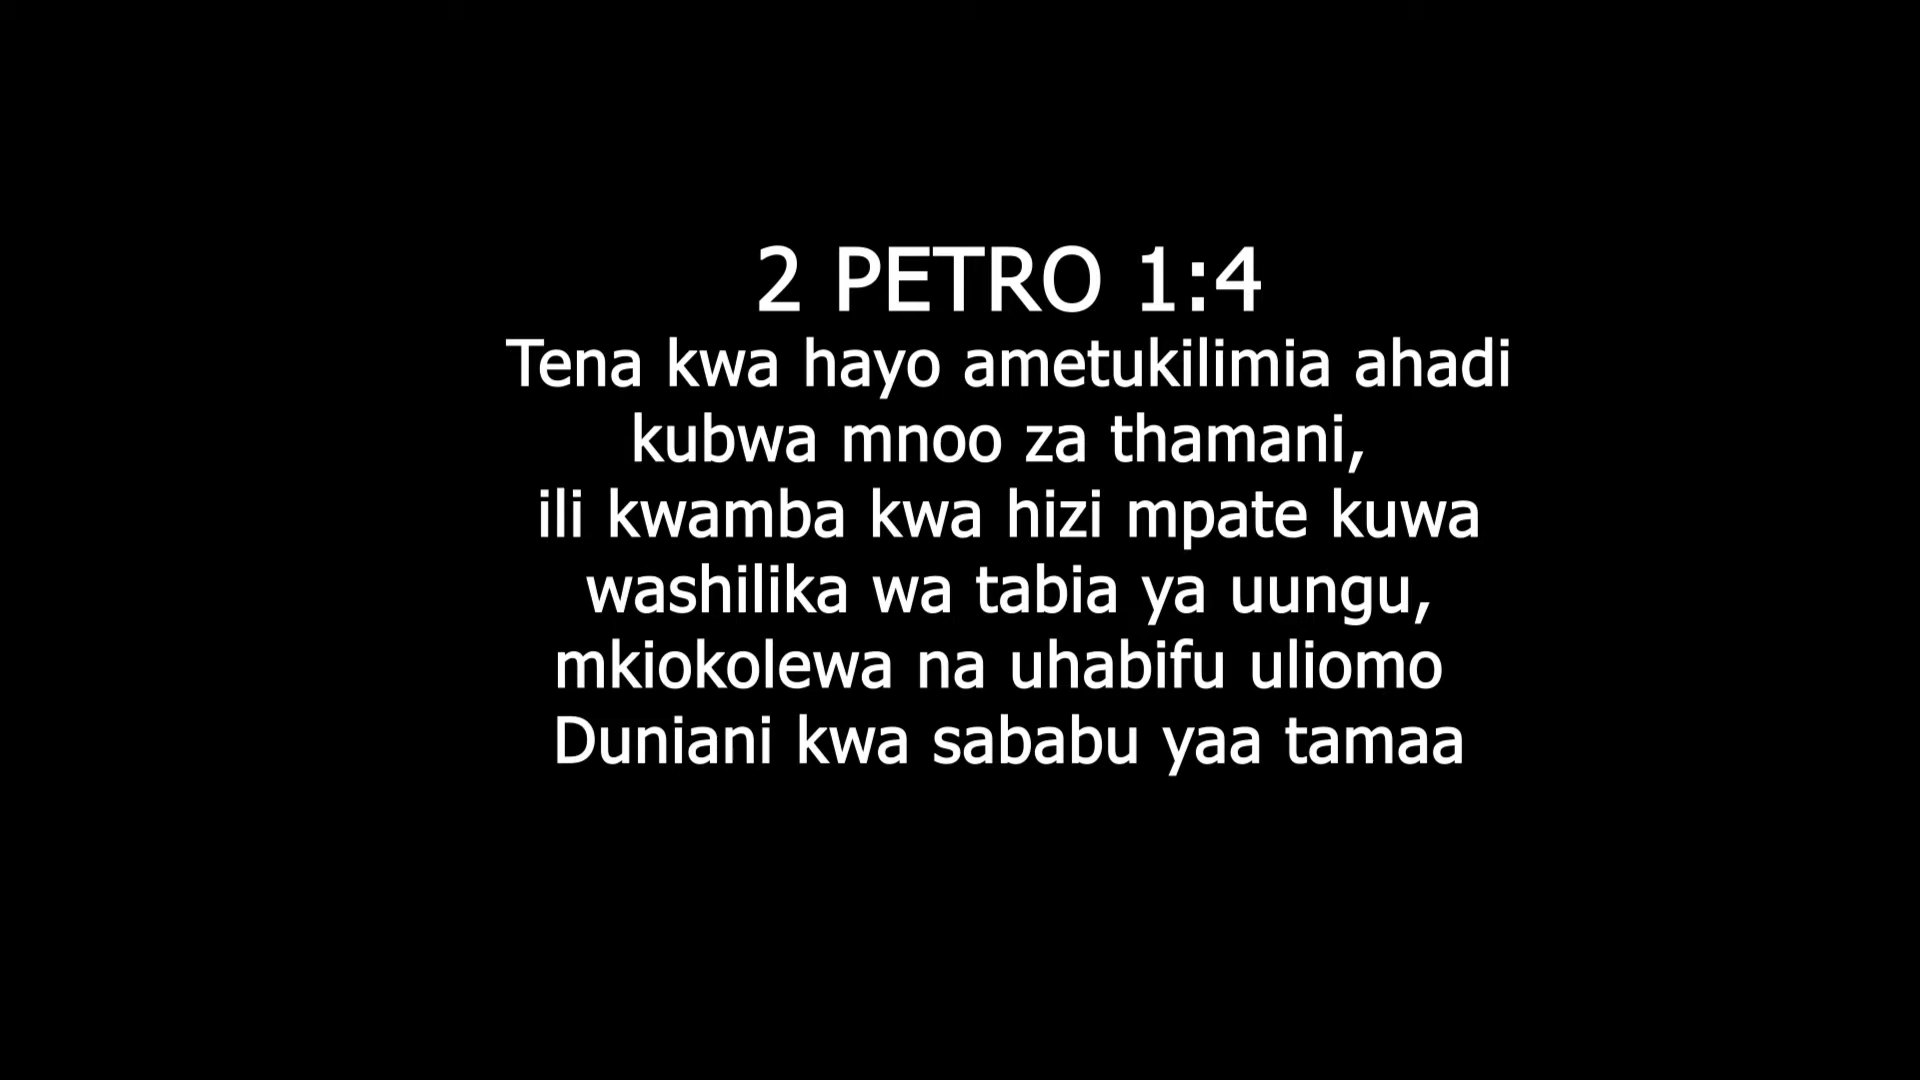 2 PETRO 1:4
Tena kwa hayo ametukilimia ahadi
kubwa mnoo za thamani,
ili kwamba kwa hizi mpate kuwa
washilika wa tabia ya uungu,
mkiokolewa na uhabifu uliomo
Duniani kwa sababu yaa tamaa